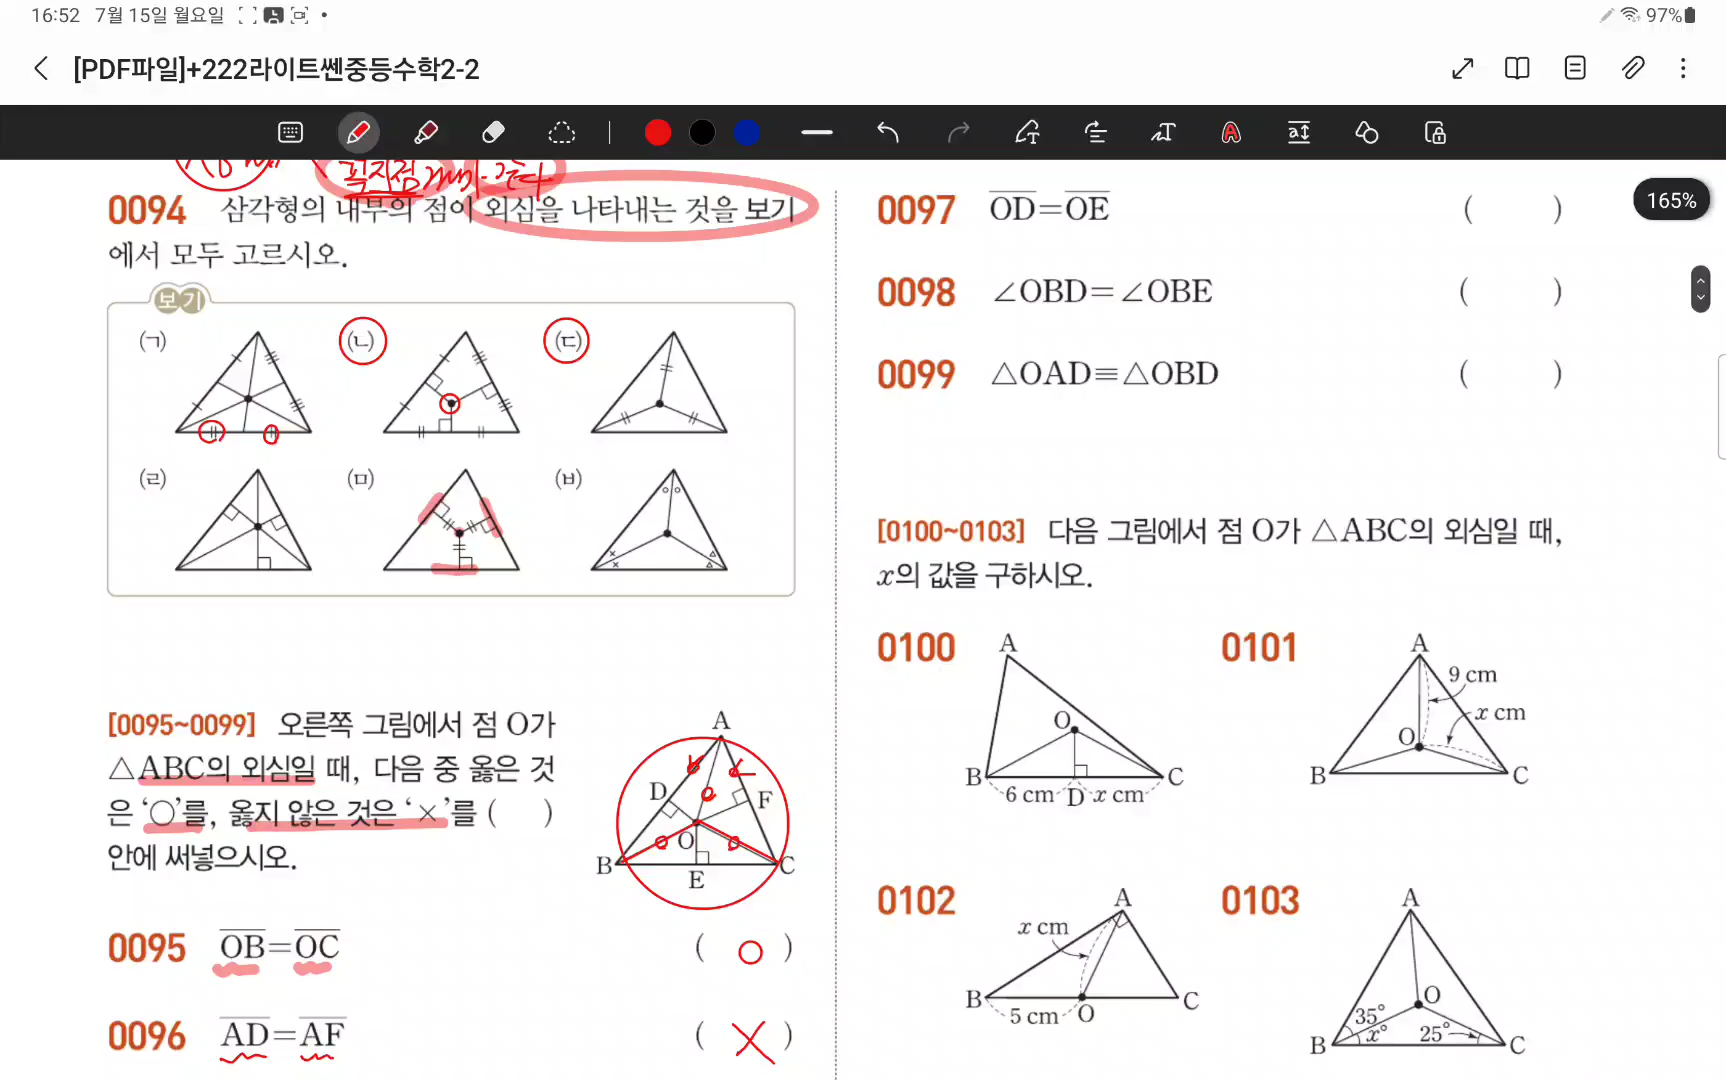 16:52 7월 15일 월요일
97%
[PDF파일]+222라이트쎈중등수학2-2
165%
꼭지점
0094 삼각형의 내부의 점이 외심을 나타내는 것을 보기
에서 모두 고르시오.
보기
(ㄱ) (ㄴ) (ㄷ)
(ㄹ) (ㅁ) (ㅂ)
[0095~0099] 오른쪽 그림에서 점 O가
△ABC의 외심일 때, 다음 중 옳은 것
은 ‘○’를, 옳지 않은 것은 ‘×’를 ( )
안에 써넣으시오.
A
D
F
O
B
E
C
0095 OB=OC ( ○ )
0096 AD=AF ( × )
0097 OD=OE ( )
0098 ∠OBD=∠OBE ( )
0099 △OAD≡△OBD ( )
[0100~0103] 다음 그림에서 점 O가 △ABC의 외심일 때,
x의 값을 구하시오.
0100
A
O
B
C
6 cm D x cm
0101
A
9 cm
x cm
O
B
C
0102
A
x cm
B
C
5 cm O
0103
A
O
35°
x°
25°
B
C